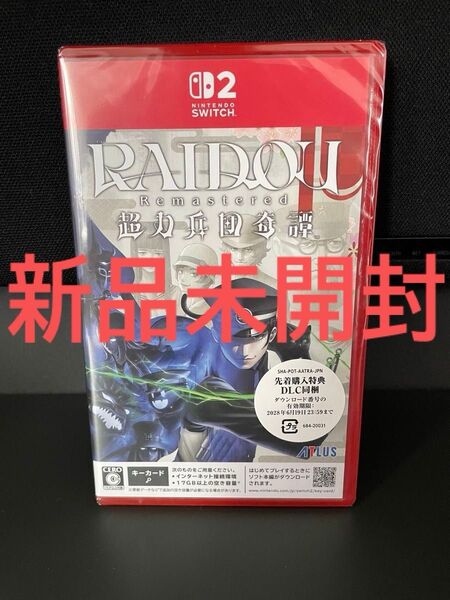 2
NINTENDO
SWITCH
RAIDOU
Remastered
超力兵団奇譚
新品未開封
SHA-POT-AATRA-JPN
先着購入特典
DLC同梱
ダウンロード番号の
有効期限:
2028年6月19日23:59まで
684-20031
ATLUS
CERO
C
キーカード
次のものをご用意ください。
•インターネット接続環境
•17GB以上の空き容量
はじめてプレイするときに
ソフト本編がダウンロード
されます。